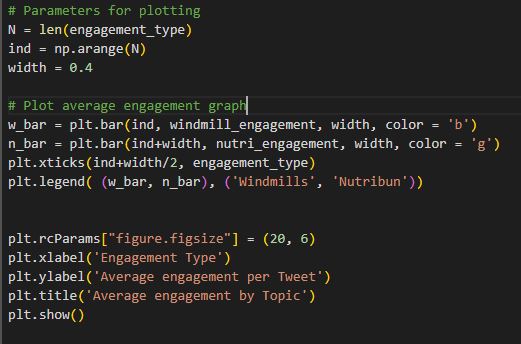 # Parameters for plotting
N = len(engagement_type)
ind = np.arange(N)
width = 0.4
# Plot average engagement graph
w_bar = plt.bar(ind, windmill_engagement, width, color = 'b')
n_bar = plt.bar(ind+width, nutri_engagement, width, color = 'g')
plt.xticks(ind+width/2, engagement_type)
plt.legend( (w_bar, n_bar), ('Windmills', 'Nutribun'))
plt.rcParams["figure.figsize"] = (20, 6)
plt.xlabel('Engagement Type')
plt.ylabel('Average engagement per Tweet')
plt.title('Average engagement by Topic')
plt.show()